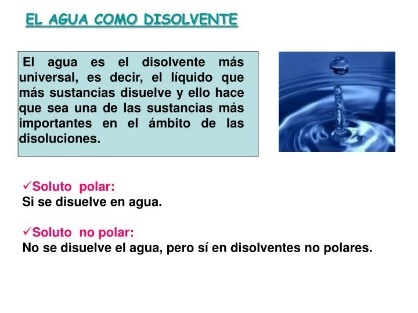 EL AGUA COMO DISOLVENTE
El agua es el disolvente más
universal, es decir, el líquido que
más sustancias disuelve y ello hace
que sea una de las sustancias más
importantes en el ámbito de las
disoluciones.
✓Soluto polar:
Si se disuelve en agua.
✓Soluto no polar:
No se disuelve el agua, pero sí en disolventes no polares.